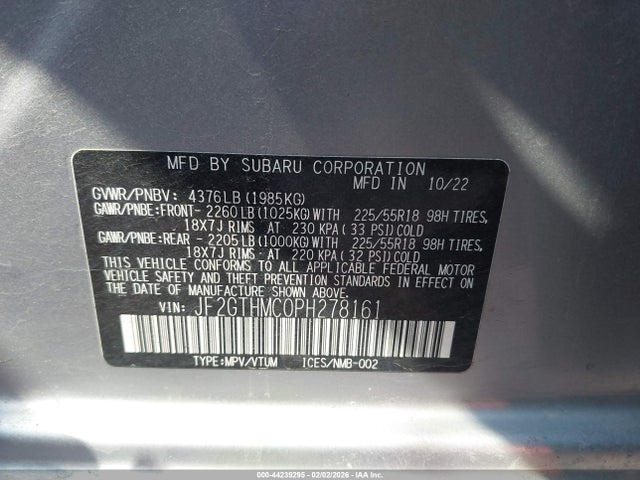 MFD BY SUBARU CORPORATION
GVWR/PNBV: 4376LB(1985KG) MFD IN 10/22
GAWR/PNBE:FRONT- 2260LB(1025KG)WITH 225/55R18 98H TIRES,
18X7J RIMS AT 230 KPA( 33 PSI)COLD
GAWR/PNBE:REAR - 2205LB(1000KG)WITH 225/55R18 98H TIRES,
18X7J RIMS AT 220 KPA( 32 PSI)COLD
THIS VEHICLE CONFORMS TO ALL APPLICABLE FEDERAL MOTOR
VEHICLE SAFETY AND THEFT PREVENTION STANDARDS IN EFFECT ON
THE DATE OF MANUFACTURE SHOWN ABOVE.
VIN: JF2GTHMC0PH278161
TYPE:MPV/VTUM ICES/NMB-002
000-44239295 - 02/02/2026 - IAA Inc.